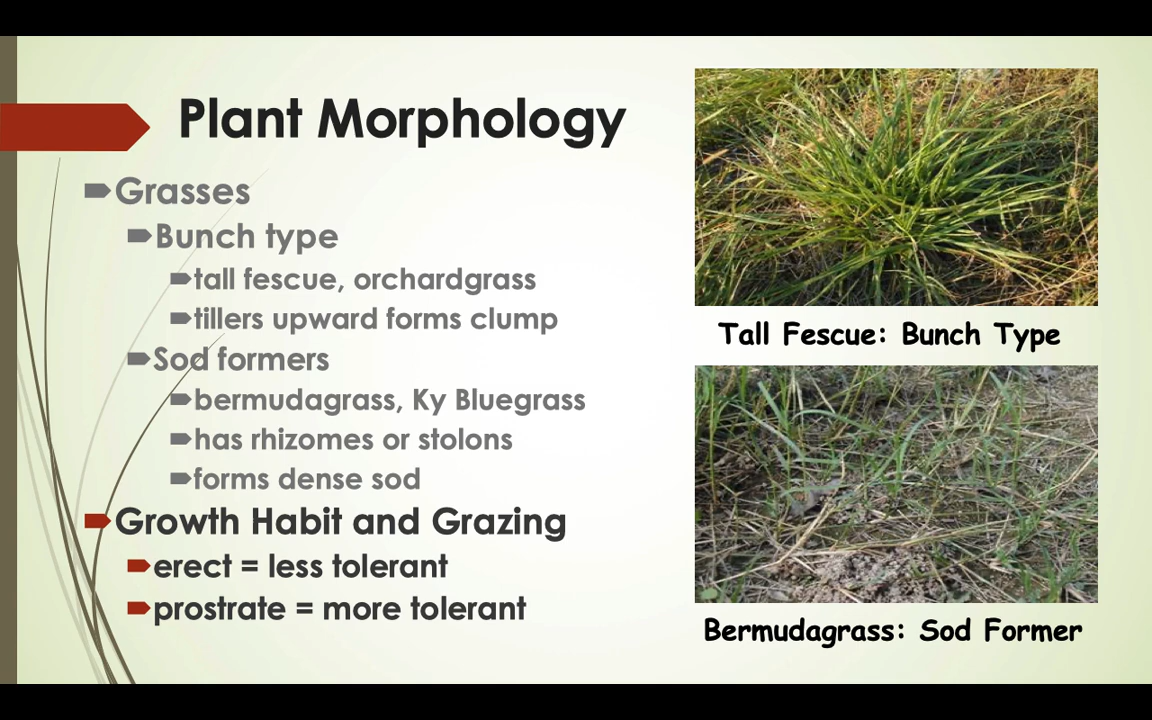 Plant Morphology
Grasses
Bunch type
tall fescue, orchardgrass
tillers upward forms clump
Sod formers
bermudagrass, Ky Bluegrass
has rhizomes or stolons
forms dense sod
Growth Habit and Grazing
erect = less tolerant
prostrate = more tolerant
Tall Fescue: Bunch Type
Bermudagrass: Sod Former